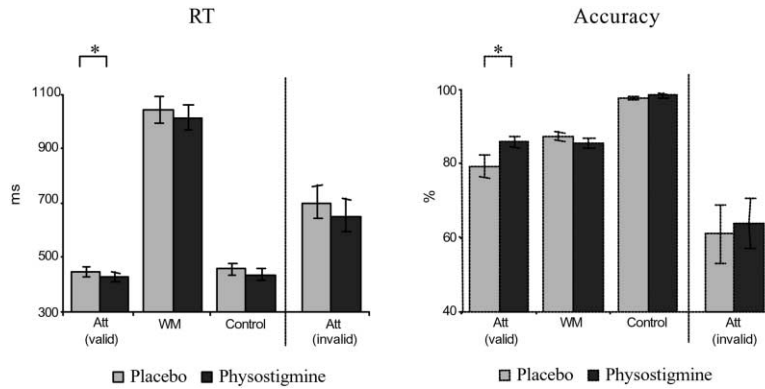 RT
*
1100
900
700
500
300
ms
Att
(valid)
WM
Control
Att
(invalid)
Placebo Physostigmine
Accuracy
*
100
80
60
40
%
Att
(valid)
WM
Control
Att
(invalid)
Placebo Physostigmine